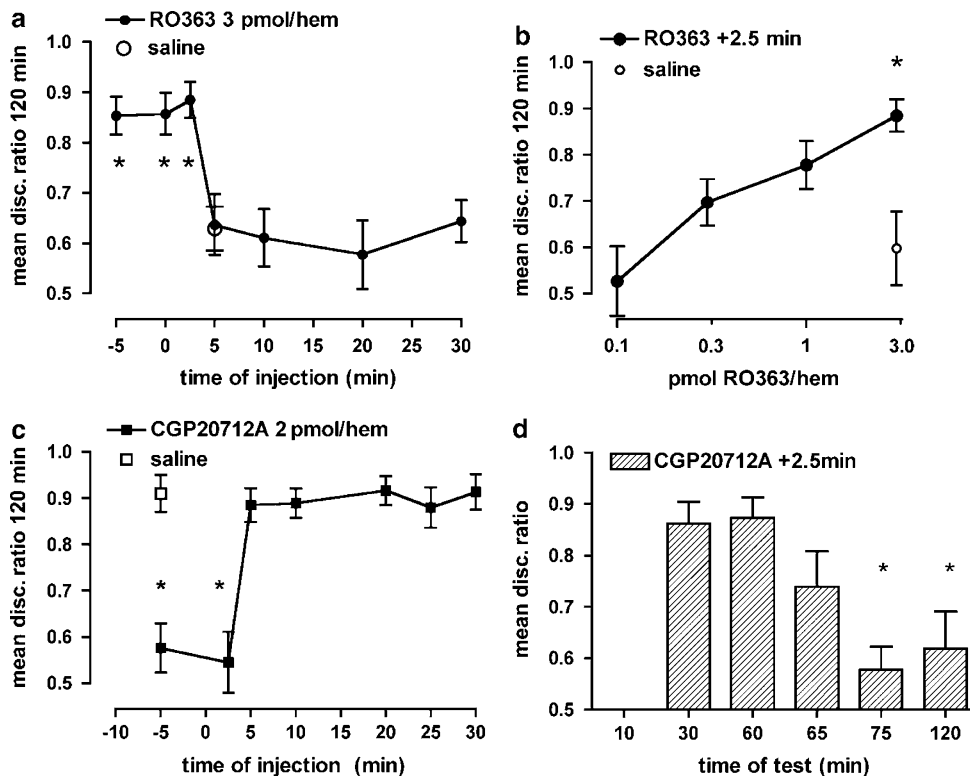 a
RO363 3 pmol/hem
saline
mean disc. ratio 120 min
1.0
0.9
0.8
0.7
0.6
0.5
* * *
-5 0 5 10 15 20 25 30
time of injection (min)
b
RO363 +2.5 min
saline
mean disc. ratio 120 min
1.0
0.9
0.8
0.7
0.6
0.5
*
0.1 0.3 1 3.0
pmol RO363/hem
c
CGP20712A 2 pmol/hem
saline
mean disc. ratio 120 min
1.0
0.9
0.8
0.7
0.6
0.5
* *
-10 -5 0 5 10 15 20 25 30
time of injection (min)
d
CGP20712A +2.5min
mean disc. ratio
1.0
0.9
0.8
0.7
0.6
0.5
* *
10 30 60 65 75 120
time of test (min)